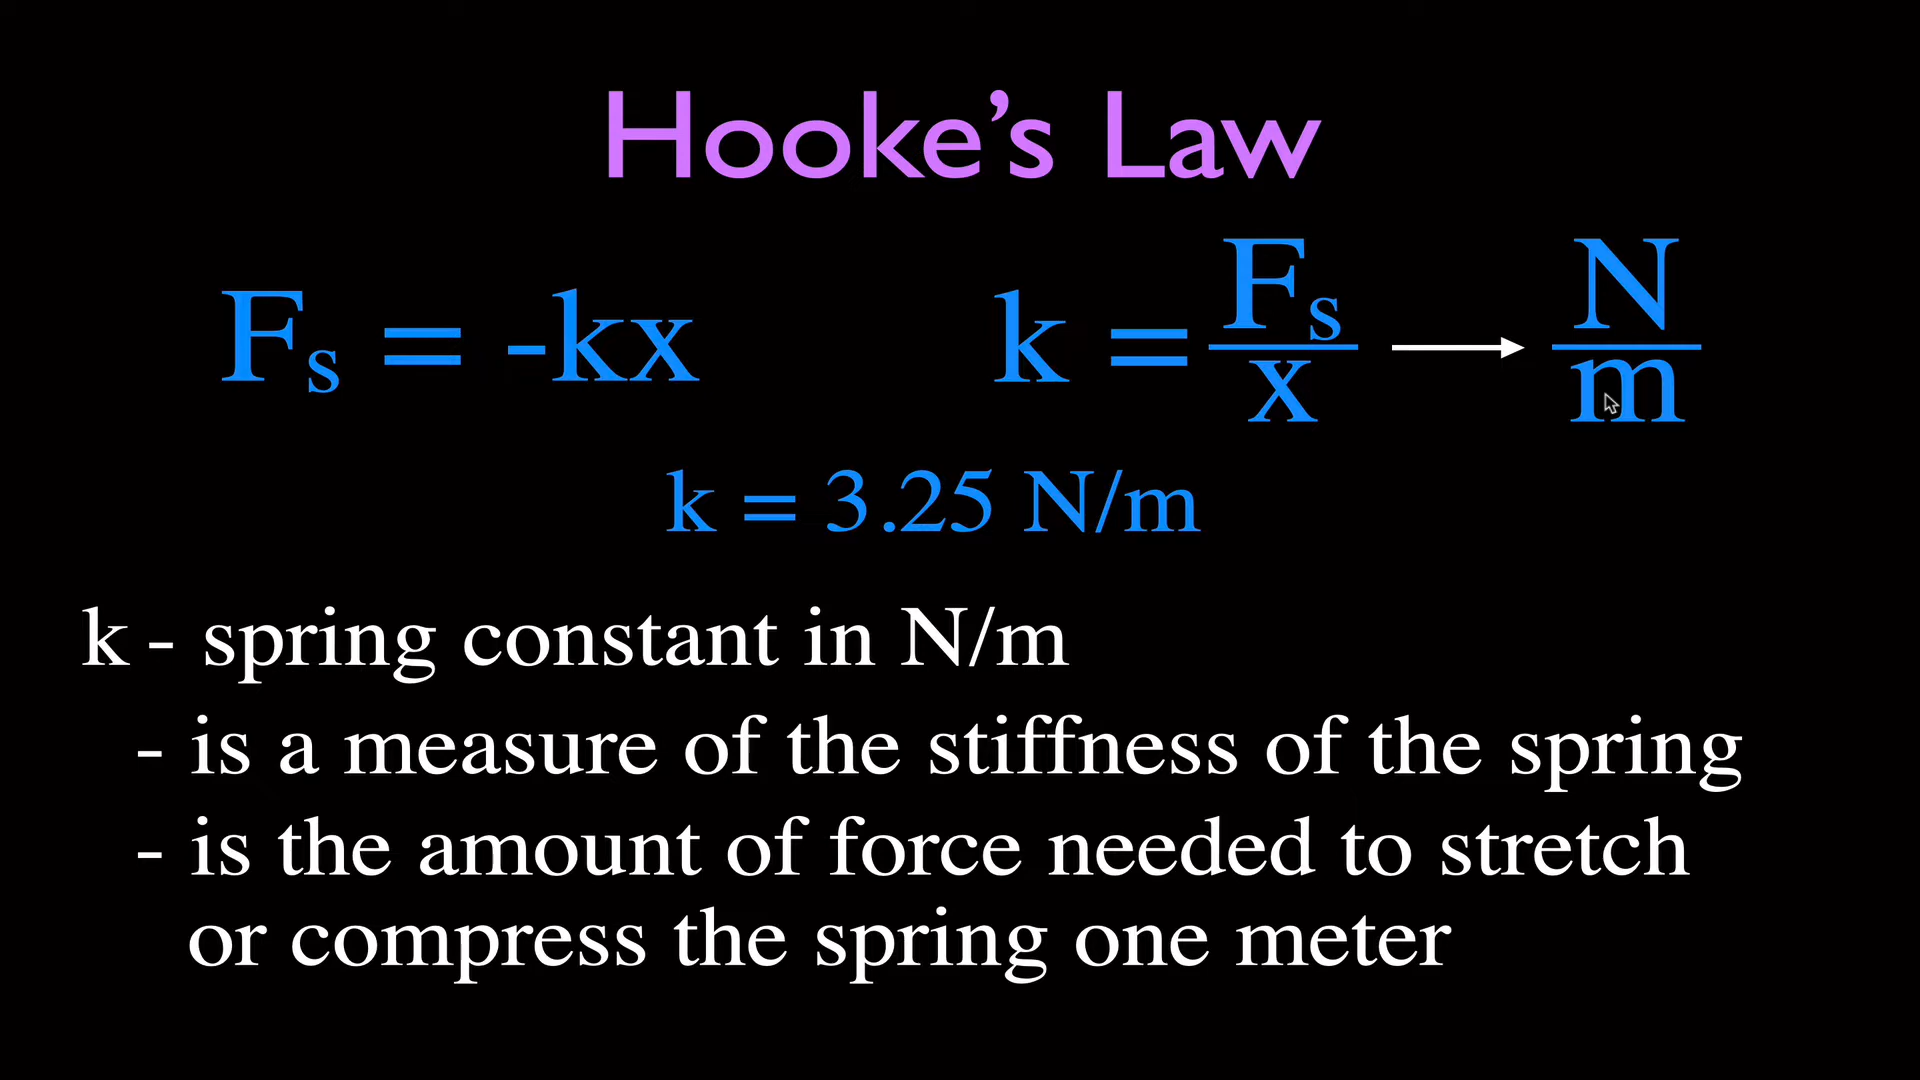 Hooke’s Law
Fs = -kx
k = Fs/x → N/m
k = 3.25 N/m
k - spring constant in N/m
- is a measure of the stiffness of the spring
- is the amount of force needed to stretch
or compress the spring one meter